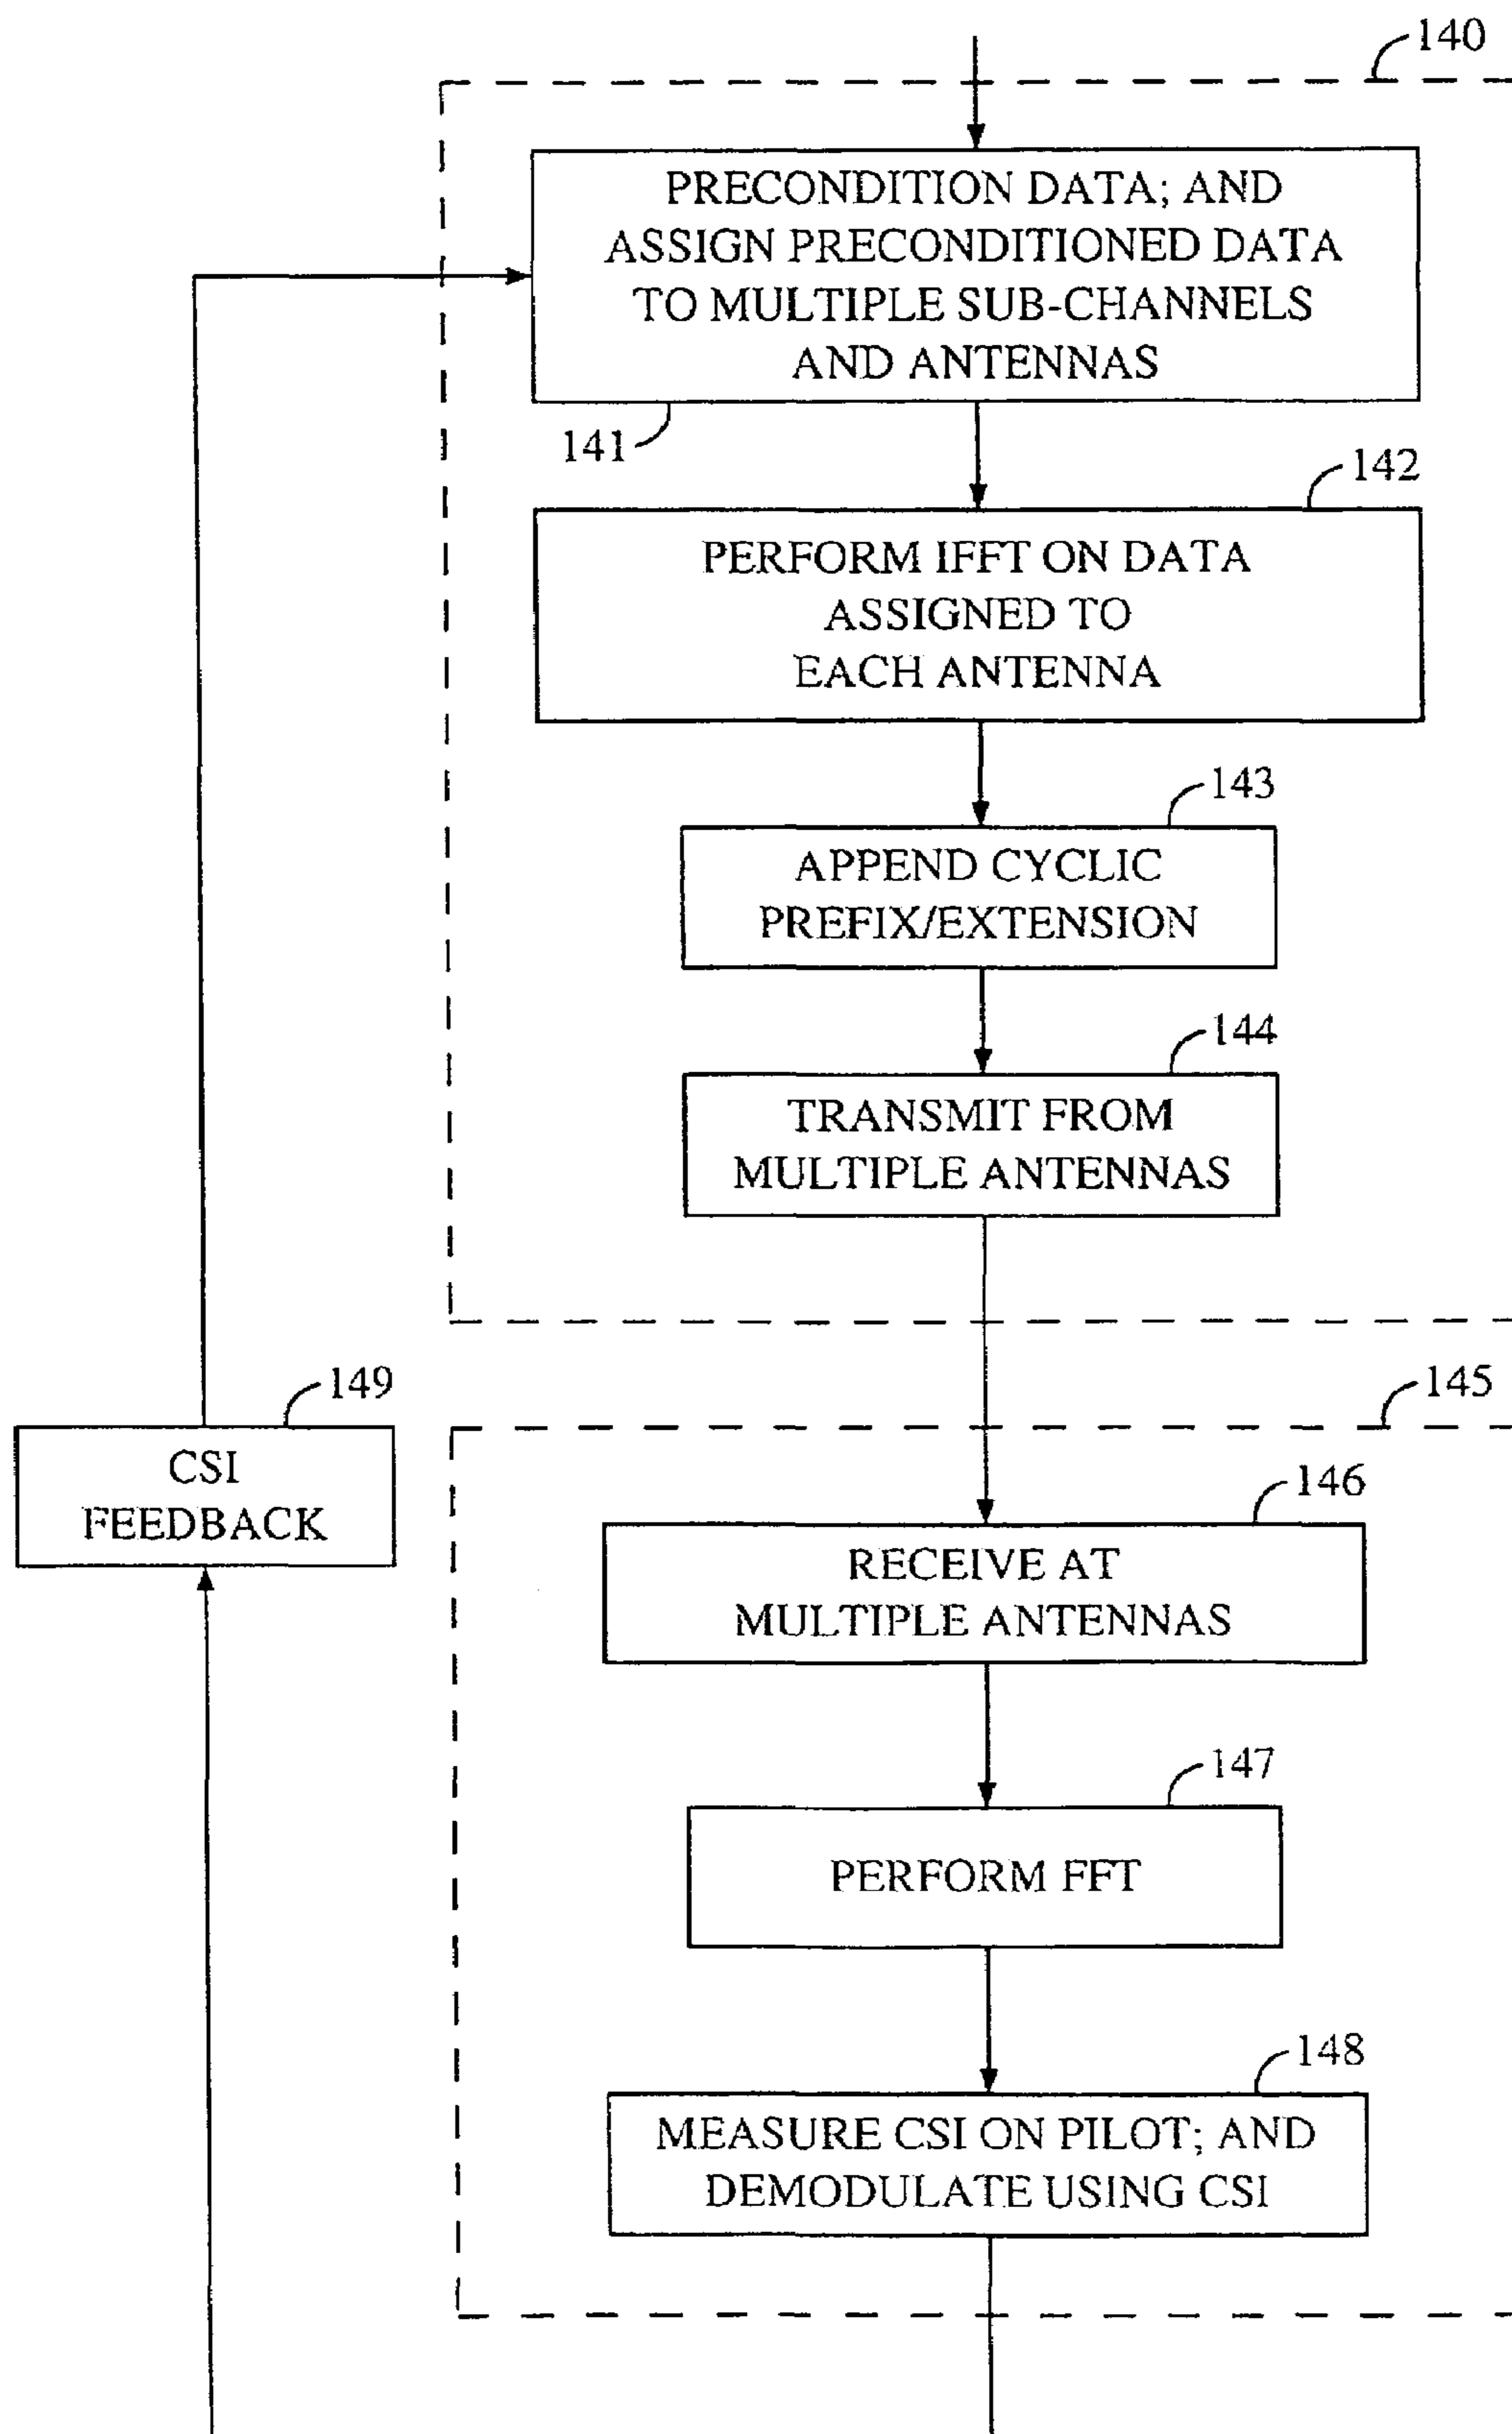 140
PRECONDITION DATA; AND
ASSIGN PRECONDITIONED DATA
TO MULTIPLE SUB-CHANNELS
AND ANTENNAS
141
142
PERFORM IFFT ON DATA
ASSIGNED TO
EACH ANTENNA
143
APPEND CYCLIC
PREFIX/EXTENSION
144
TRANSMIT FROM
MULTIPLE ANTENNAS
149
CSI
FEEDBACK
145
146
RECEIVE AT
MULTIPLE ANTENNAS
147
PERFORM FFT
148
MEASURE CSI ON PILOT; AND
DEMODULATE USING CSI